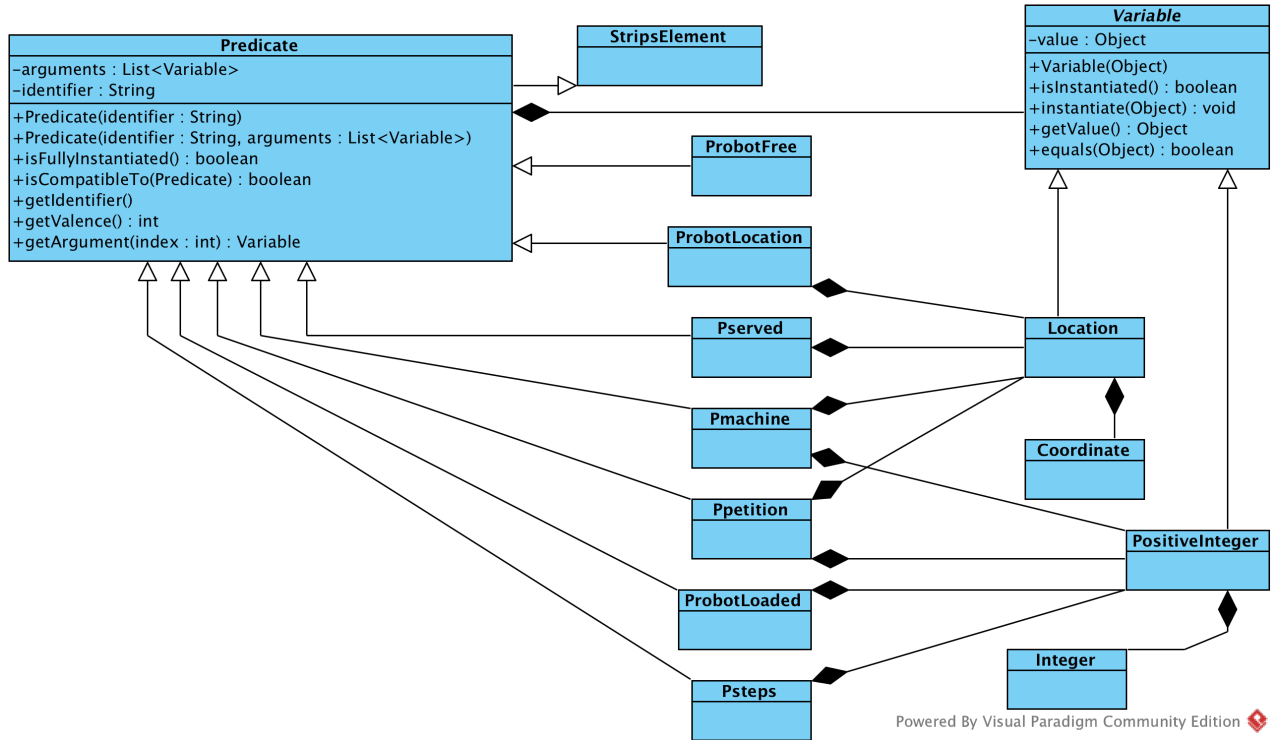 Predicate
-arguments : List<Variable>
-identifier : String
+Predicate(identifier : String)
+Predicate(identifier : String, arguments : List<Variable>)
+isFullyInstantiated() : boolean
+isCompatibleTo(Predicate) : boolean
+getIdentifier()
+getValence() : int
+getArgument(index : int) : Variable
StripsElement
Variable
-value : Object
+Variable(Object)
+isInstantiated() : boolean
+instantiate(Object) : void
+getValue() : Object
+equals(Object) : boolean
ProbotFree
ProbotLocation
Pserved
Location
Pmachine
Coordinate
Ppetition
PositiveInteger
ProbotLoaded
Integer
Psteps
Powered By Visual Paradigm Community Edition